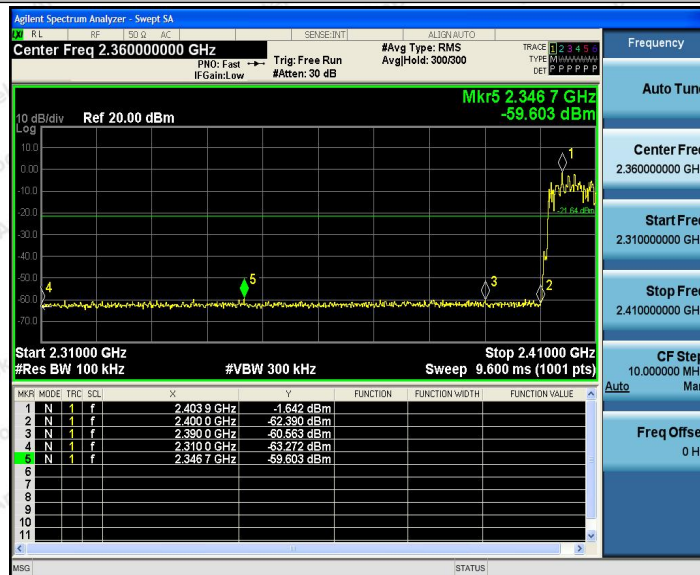 Agilent Spectrum Analyzer - Swept SA
LXI RL RF 50 Ω AC SENSE:INT ALIGNAUTO
Center Freq 2.360000000 GHz
PNO: Fast
IFGain:Low
Trig: Free Run
#Atten: 30 dB
#Avg Type: RMS
Avg|Hold: 300/300
TRACE 1 2 3 4 5 6
TYPE M
DET P P P P P P
Mkr5 2.346 7 GHz
-59.603 dBm
10 dB/div Ref 20.00 dBm
Log
10.0
0.00
-10.0
-20.0
-30.0
-40.0
-50.0
-60.0
-70.0
1
-21.64 dBm
4
5
3
2
Start 2.31000 GHz Stop 2.41000 GHz
#Res BW 100 kHz #VBW 300 kHz Sweep 9.600 ms (1001 pts)
MKR MODE TRC SCL X Y FUNCTION FUNCTION WIDTH FUNCTION VALUE
1 N 1 f 2.403 9 GHz -1.642 dBm
2 N 1 f 2.400 0 GHz -62.390 dBm
3 N 1 f 2.390 0 GHz -60.563 dBm
4 N 1 f 2.310 0 GHz -63.272 dBm
5 N 1 f 2.346 7 GHz -59.603 dBm
6
7
8
9
10
11
MSG STATUS
Frequency
Auto Tune
Center Freq
2.360000000 GH
Start Freq
2.310000000 GH
Stop Freq
2.410000000 GH
CF Step
10.000000 MH
Auto Man
Freq Offse
0 H